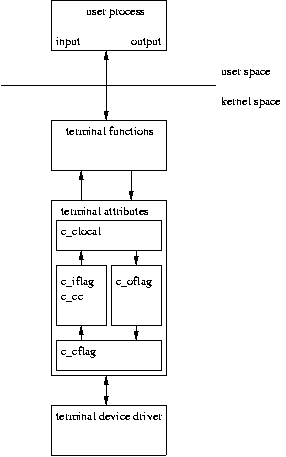 user process
input output
user space
kernel space
terminal functions
terminal attributes
c_clocal
c_iflag c_oflag
c_cc
c_cflag
terminal device driver